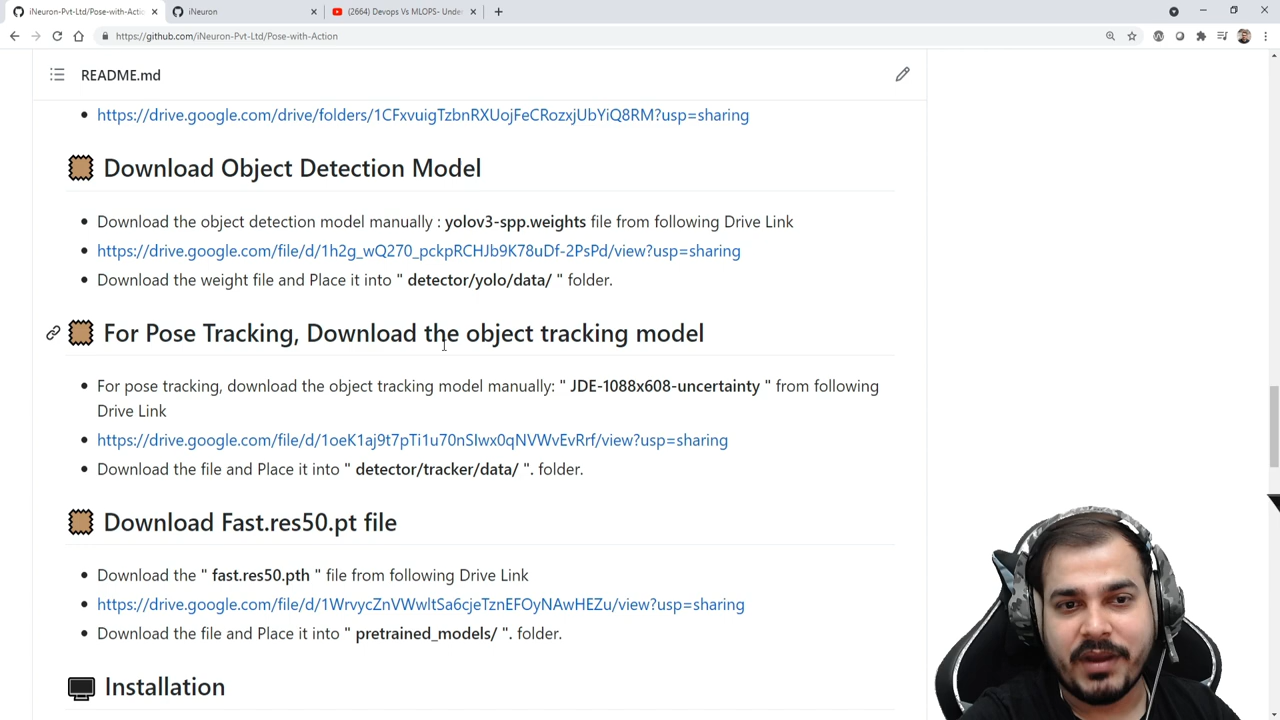 iNeuron-Pvt-Ltd/Pose-with-Actio
iNeuron
(2664) Devops Vs MLOPS- Unde
https://github.com/iNeuron-Pvt-Ltd/Pose-with-Action
README.md
https://drive.google.com/drive/folders/1CFxvuigTzbnRXUojFeCRozxjUbYiQ8RM?usp=sharing
Download Object Detection Model
Download the object detection model manually : yolov3-spp.weights file from following Drive Link
https://drive.google.com/file/d/1h2g_wQ270_pckpRCHJb9K78uDf-2PsPd/view?usp=sharing
Download the weight file and Place it into " detector/yolo/data/ " folder.
For Pose Tracking, Download the object tracking model
For pose tracking, download the object tracking model manually: " JDE-1088x608-uncertainty " from following
Drive Link
https://drive.google.com/file/d/1oeK1aj9t7pTi1u70nSIwx0qNVWvEvRrf/view?usp=sharing
Download the file and Place it into " detector/tracker/data/ ". folder.
Download Fast.res50.pt file
Download the " fast.res50.pth " file from following Drive Link
https://drive.google.com/file/d/1WrvycZnVWwltSa6cjeTznEFOyNAwHEZu/view?usp=sharing
Download the file and Place it into " pretrained_models/ ". folder.
Installation